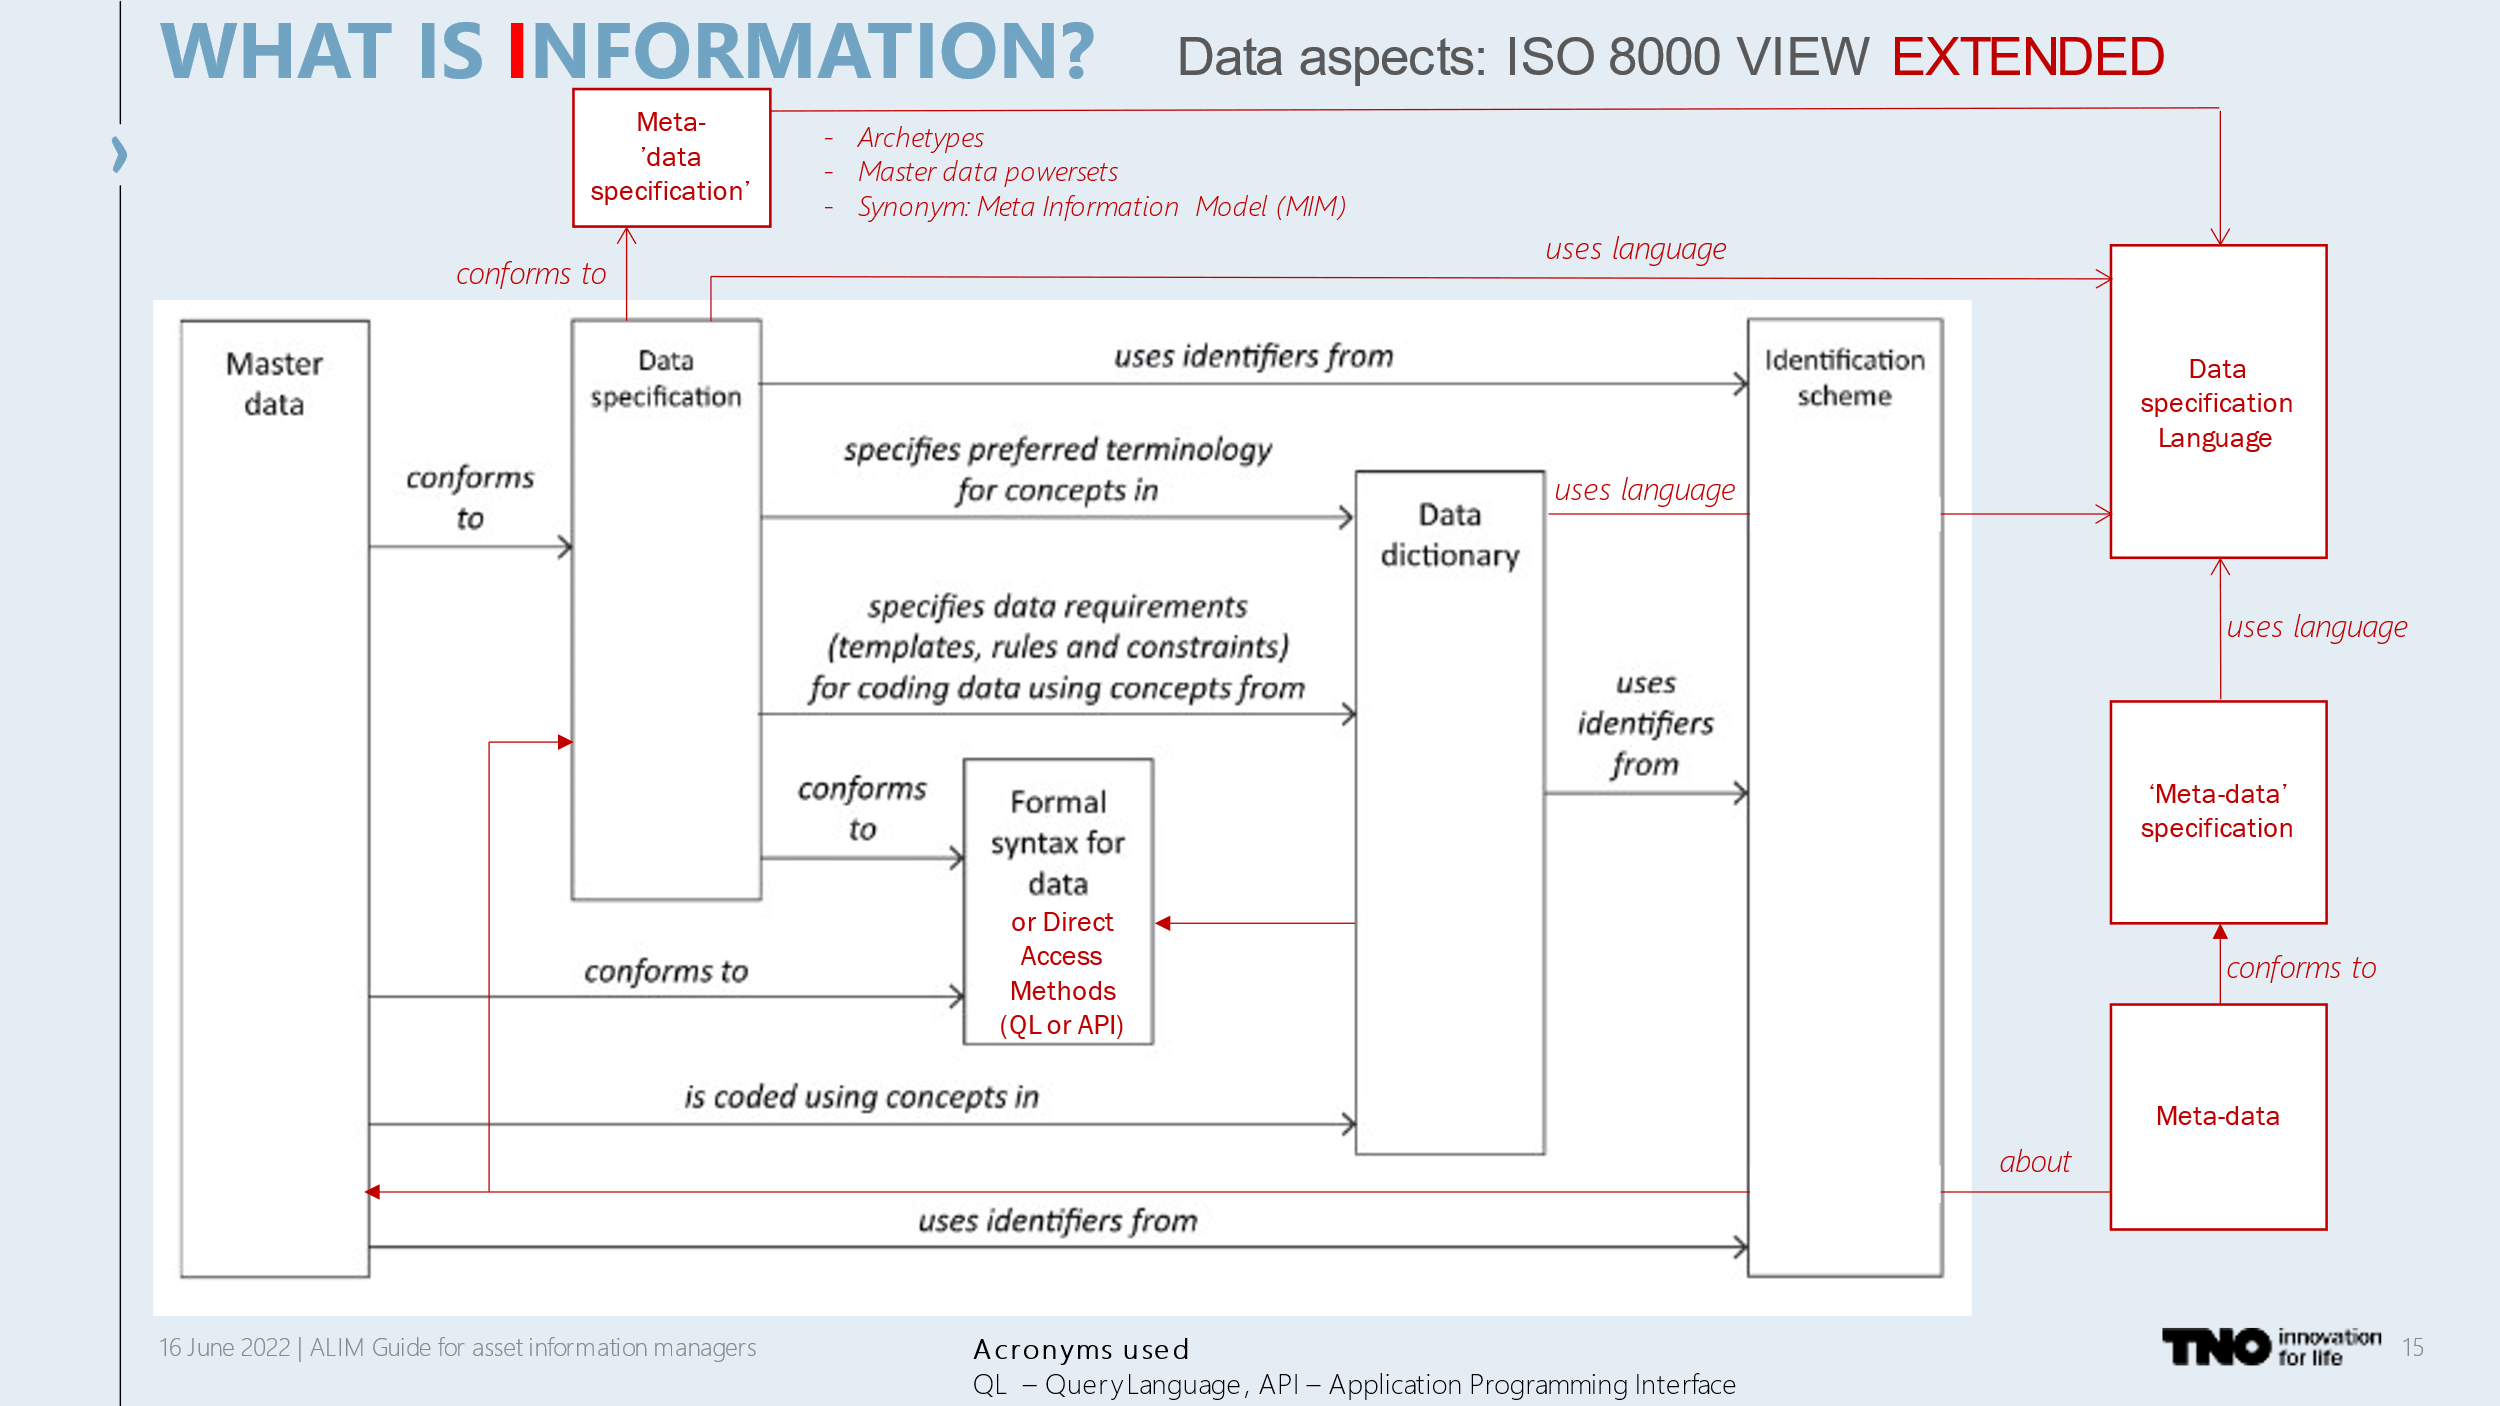 WHAT IS INFORMATION?
Data aspects: ISO 8000 VIEW EXTENDED
Meta-
’data
specification’
- Archetypes
- Master data powersets
- Synonym: Meta Information Model (MIM)
conforms to
uses language
Master
data
Data
specification
uses identifiers from
Identification
scheme
Data
specification
Language
conforms
to
specifies preferred terminology
for concepts in
Data
dictionary
uses language
specifies data requirements
(templates, rules and constraints)
for coding data using concepts from
uses
identifiers
from
uses language
conforms
to
Formal
syntax for
data
or Direct
Access
Methods
(QL or API)
‘Meta-data’
specification
conforms to
conforms to
is coded using concepts in
Meta-data
about
uses identifiers from
16 June 2022 | ALIM Guide for asset information managers
Acronyms used
QL – Query Language, API – Application Programming Interface
TNO innovation
for life
15